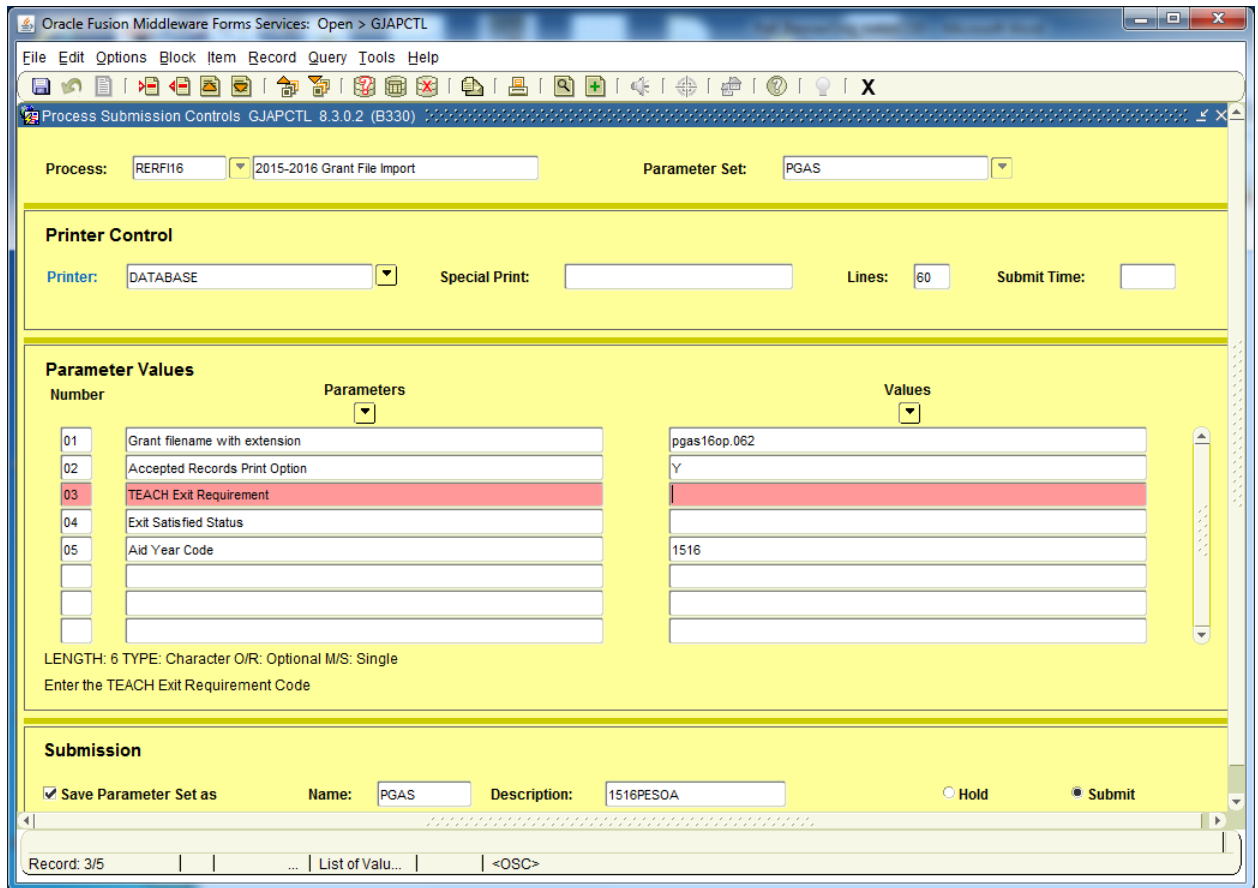 Oracle Fusion Middleware Forms Services: Open > GJAPCTL
File Edit Options Block Item Record Query Tools Help
X
Process Submission Controls GJAPCTL 8.3.0.2 (B330)
Process: RERFI16 2015-2016 Grant File Import Parameter Set: PGAS
Printer Control
Printer: DATABASE Special Print: Lines: 60 Submit Time:
Parameter Values
Number Parameters Values
01 Grant filename with extension pgas16op.062
02 Accepted Records Print Option Y
03 TEACH Exit Requirement
04 Exit Satisfied Status
05 Aid Year Code 1516
LENGTH: 6 TYPE: Character O/R: Optional M/S: Single
Enter the TEACH Exit Requirement Code
Submission
Save Parameter Set as Name: PGAS Description: 1516PESOA Hold Submit
Record: 3/5 ... List of Valu... <OSC>